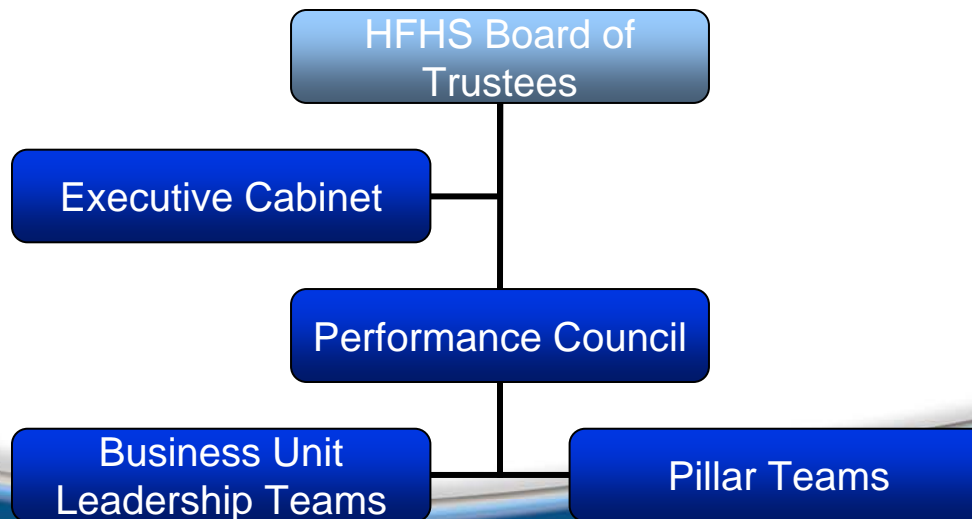 HFHS Board of
Trustees
Executive Cabinet
Performance Council
Business Unit
Leadership Teams
Pillar Teams